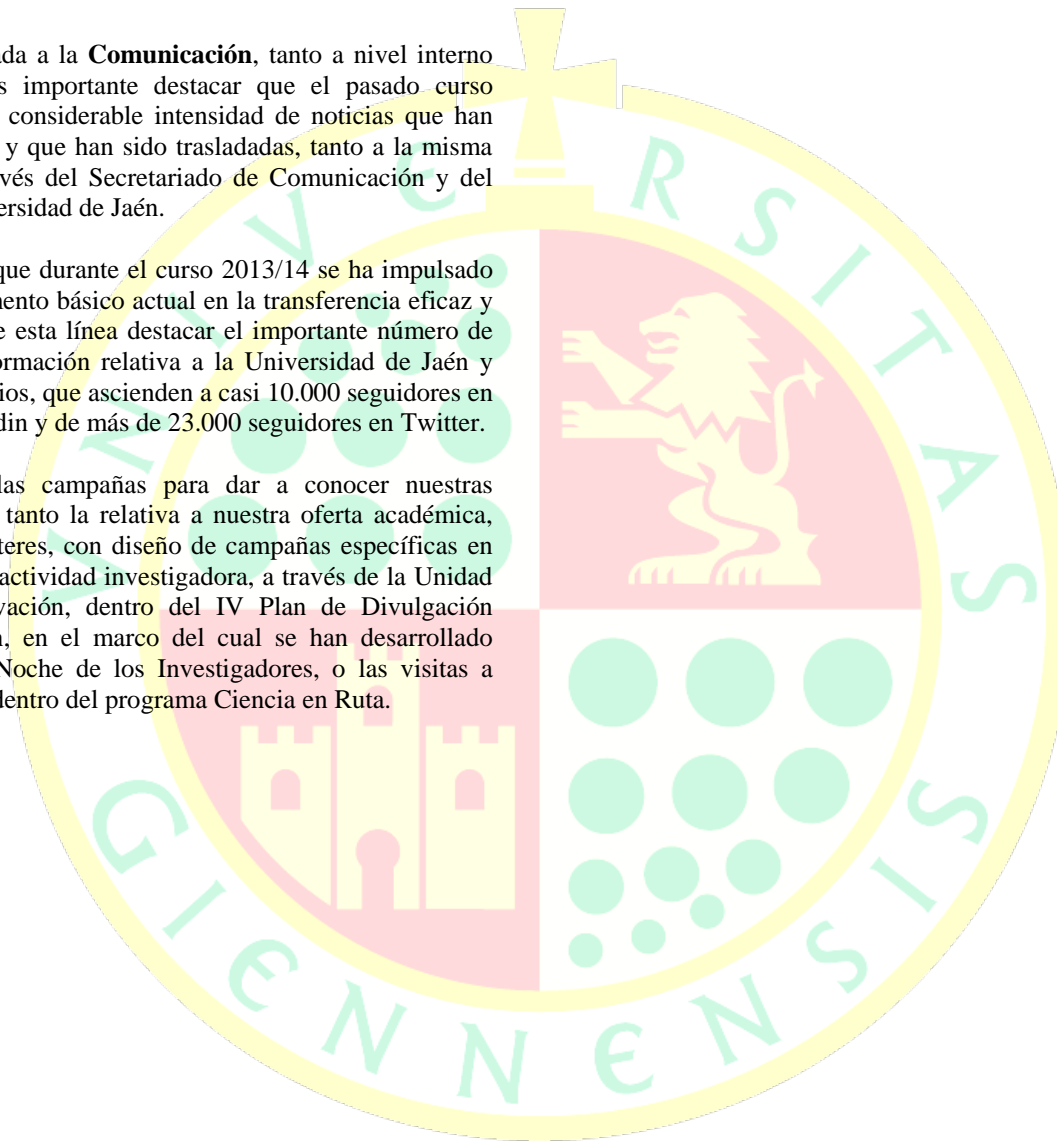 ada a la Comunicación, tanto a nivel interno
s importante destacar que el pasado curso
considerable intensidad de noticias que han
y que han sido trasladadas, tanto a la misma
vés del Secretariado de Comunicación y del
ersidad de Jaén.
que durante el curso 2013/14 se ha impulsado
nento básico actual en la transferencia eficaz y
e esta línea destacar el importante número de
ormación relativa a la Universidad de Jaén y
ios, que ascienden a casi 10.000 seguidores en
din y de más de 23.000 seguidores en Twitter.
las campañas para dar a conocer nuestras
tanto la relativa a nuestra oferta académica,
teres, con diseño de campañas específicas en
actividad investigadora, a través de la Unidad
vación, dentro del IV Plan de Divulgación
n, en el marco del cual se han desarrollado
Noche de los Investigadores, o las visitas a
dentro del programa Ciencia en Ruta.
VNIVERSITAS
GIENNENSIS